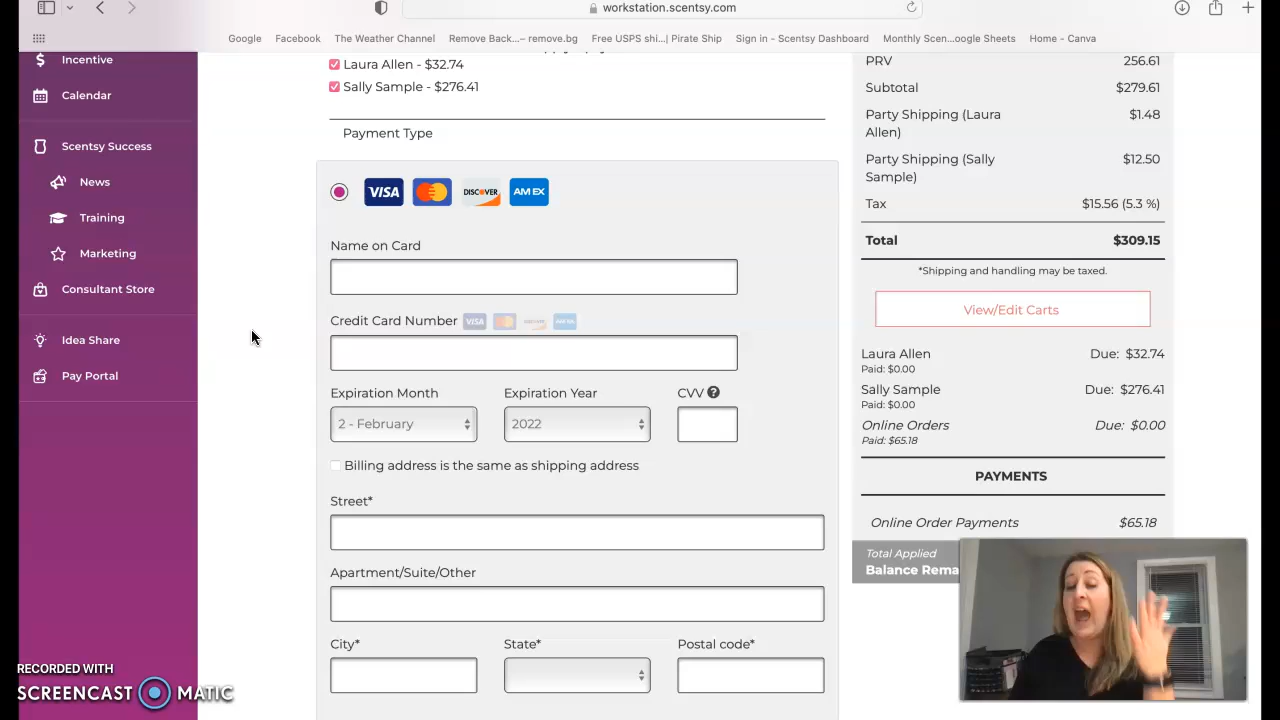 workstation.scentsy.com
Google Facebook The Weather Channel Remove Back...– remove.bg Free USPS shi...| Pirate Ship Sign in - Scentsy Dashboard Monthly Scen...oogle Sheets Home - Canva
Incentive
Calendar
Scentsy Success
News
Training
Marketing
Consultant Store
Idea Share
Pay Portal
Laura Allen - $32.74
Sally Sample - $276.41
Payment Type
VISA DISCOVER AM EX
Name on Card
Credit Card Number VISA DISCOVER AM EX
Expiration Month Expiration Year CVV ?
2 - February 2022
Billing address is the same as shipping address
Street*
Apartment/Suite/Other
City* State* Postal code*
PRV 256.61
Subtotal $279.61
Party Shipping (Laura $1.48
Allen)
Party Shipping (Sally $12.50
Sample)
Tax $15.56 (5.3 %)
Total $309.15
*Shipping and handling may be taxed.
View/Edit Carts
Laura Allen Due: $32.74
Paid: $0.00
Sally Sample Due: $276.41
Paid: $0.00
Online Orders Due: $0.00
Paid: $65.18
PAYMENTS
Online Order Payments $65.18
Total Applied
Balance Rema
RECORDED WITH
SCREENCAST MATIC